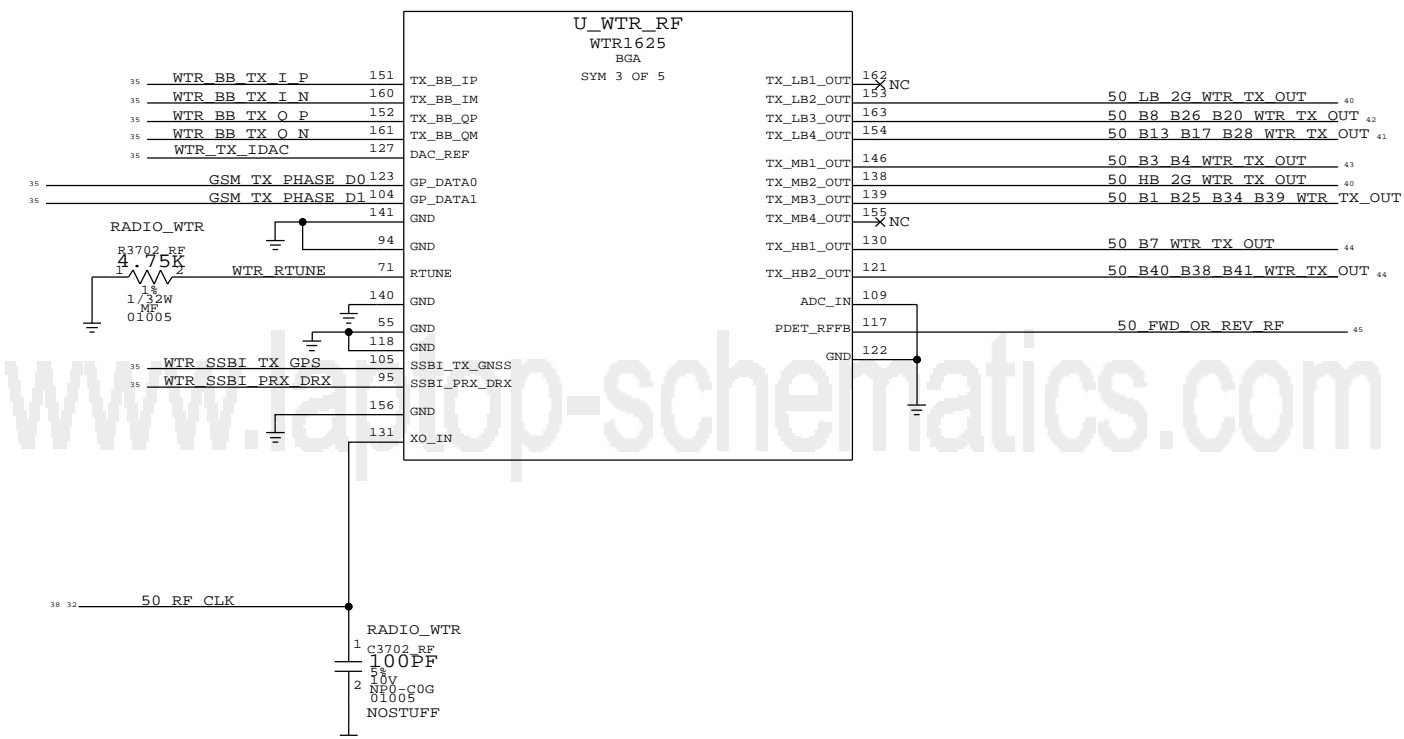 U_WTR_RF
WTR1625
BGA
SYM 3 OF 5
35 WTR_BB_TX_I_P 151 TX_BB_IP
35 WTR_BB_TX_I_N 160 TX_BB_IM
35 WTR_BB_TX_Q_P 152 TX_BB_QP
35 WTR_BB_TX_Q_N 161 TX_BB_QM
35 WTR_TX_IDAC 127 DAC_REF
35 GSM_TX_PHASE_D0 123 GP_DATA0
35 GSM_TX_PHASE_D1 104 GP_DATA1
141 GND
94 GND
RADIO_WTR
R3702_RF
4.75K
1 2
1%
1/32W
MF
01005
WTR_RTUNE 71 RTUNE
140 GND
55 GND
118 GND
35 WTR_SSBI_TX_GPS 105 SSBI_TX_GNSS
35 WTR_SSBI_PRX_DRX 95 SSBI_PRX_DRX
156 GND
131 XO_IN
TX_LB1_OUT 162 NC
TX_LB2_OUT 153 50_LB_2G_WTR_TX_OUT 40
TX_LB3_OUT 163 50_B8_B26_B20_WTR_TX_OUT 42
TX_LB4_OUT 154 50_B13_B17_B28_WTR_TX_OUT 41
TX_MB1_OUT 146 50_B3_B4_WTR_TX_OUT 43
TX_MB2_OUT 138 50_HB_2G_WTR_TX_OUT 40
TX_MB3_OUT 139 50_B1_B25_B34_B39_WTR_TX_OUT
TX_MB4_OUT 155 NC
TX_HB1_OUT 130 50_B7_WTR_TX_OUT 44
TX_HB2_OUT 121 50_B40_B38_B41_WTR_TX_OUT 44
ADC_IN 109
PDET_RFFB 117 50_FWD_OR_REV_RF 45
GND 122
www.laptop-schematics.com
38 32 50_RF_CLK
RADIO_WTR
1 C3702_RF
100PF
5%
10V
2 NP0-C0G
01005
NOSTUFF